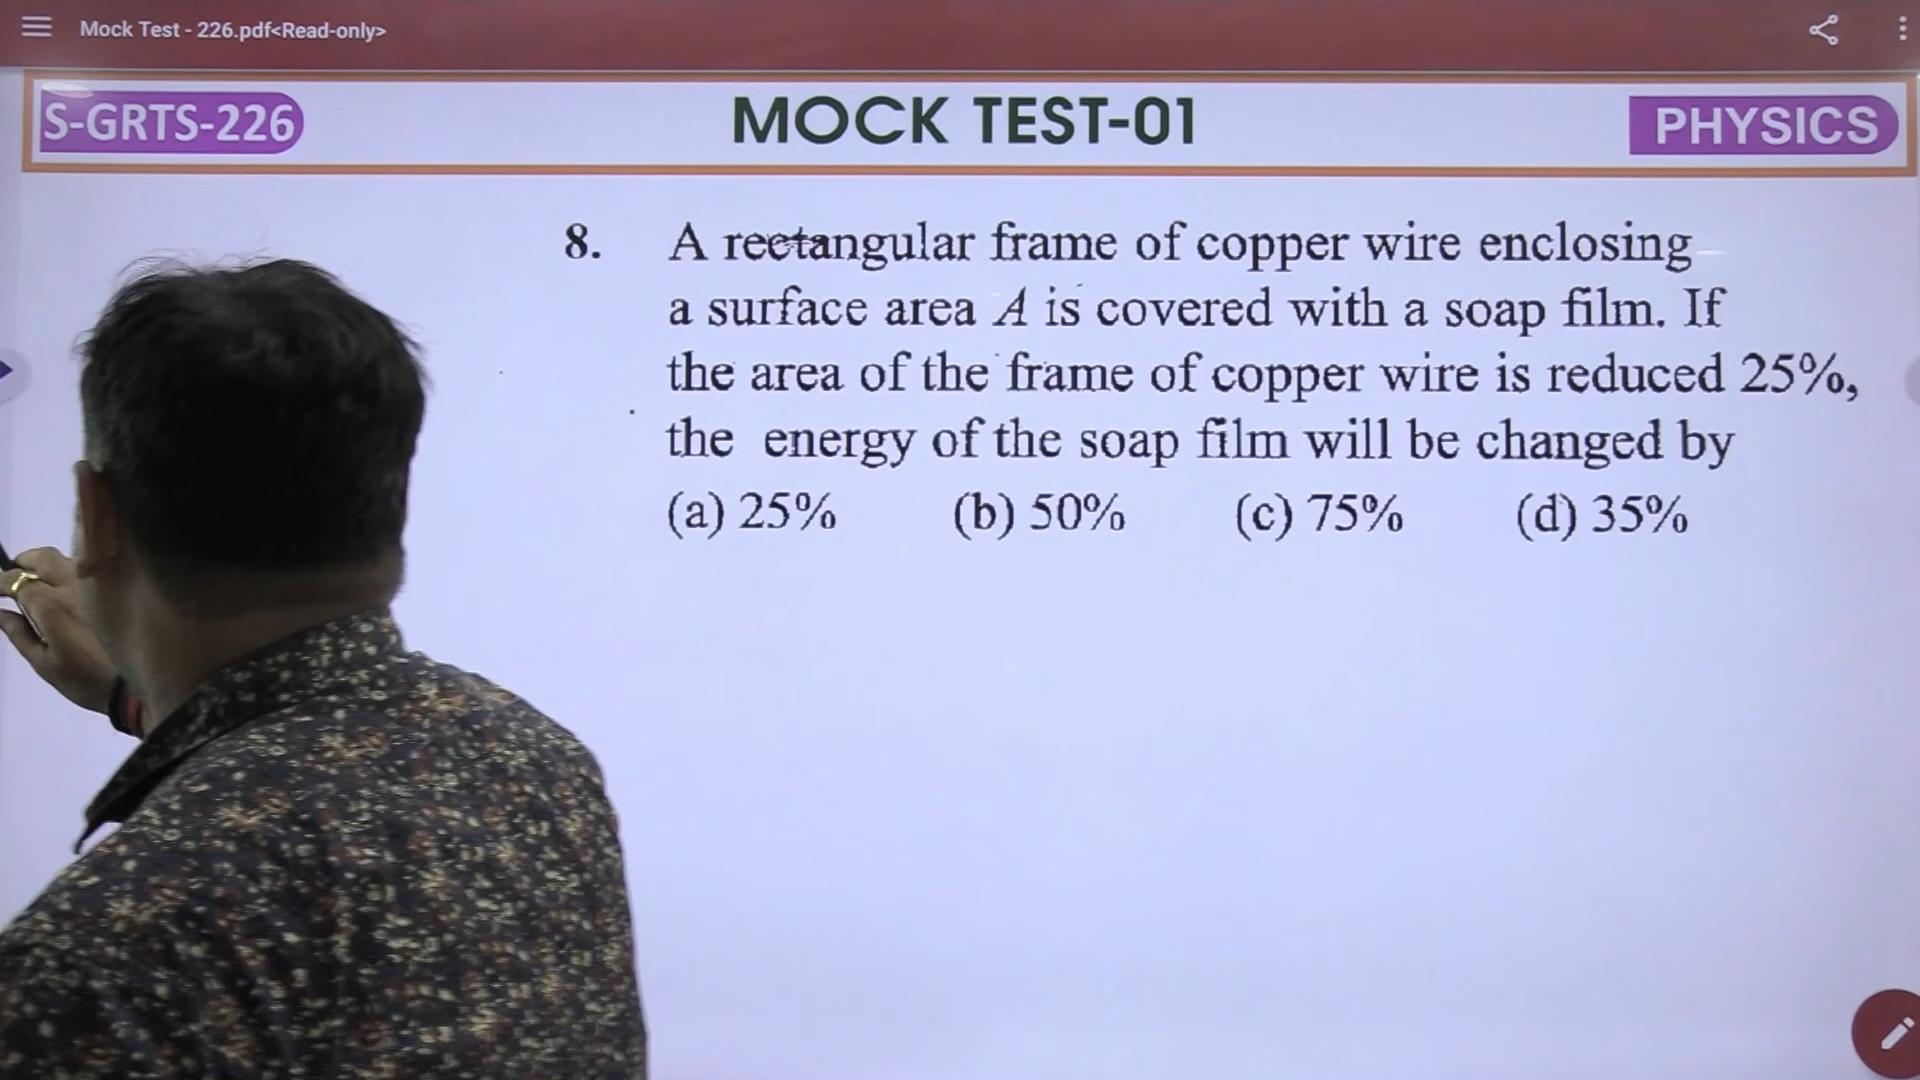 Mock Test - 226.pdf<Read-only>
S-GRTS-226 MOCK TEST-01 PHYSICS
8. A rectangular frame of copper wire enclosing
a surface area A is covered with a soap film. If
the area of the frame of copper wire is reduced 25%,
the energy of the soap film will be changed by
(a) 25% (b) 50% (c) 75% (d) 35%